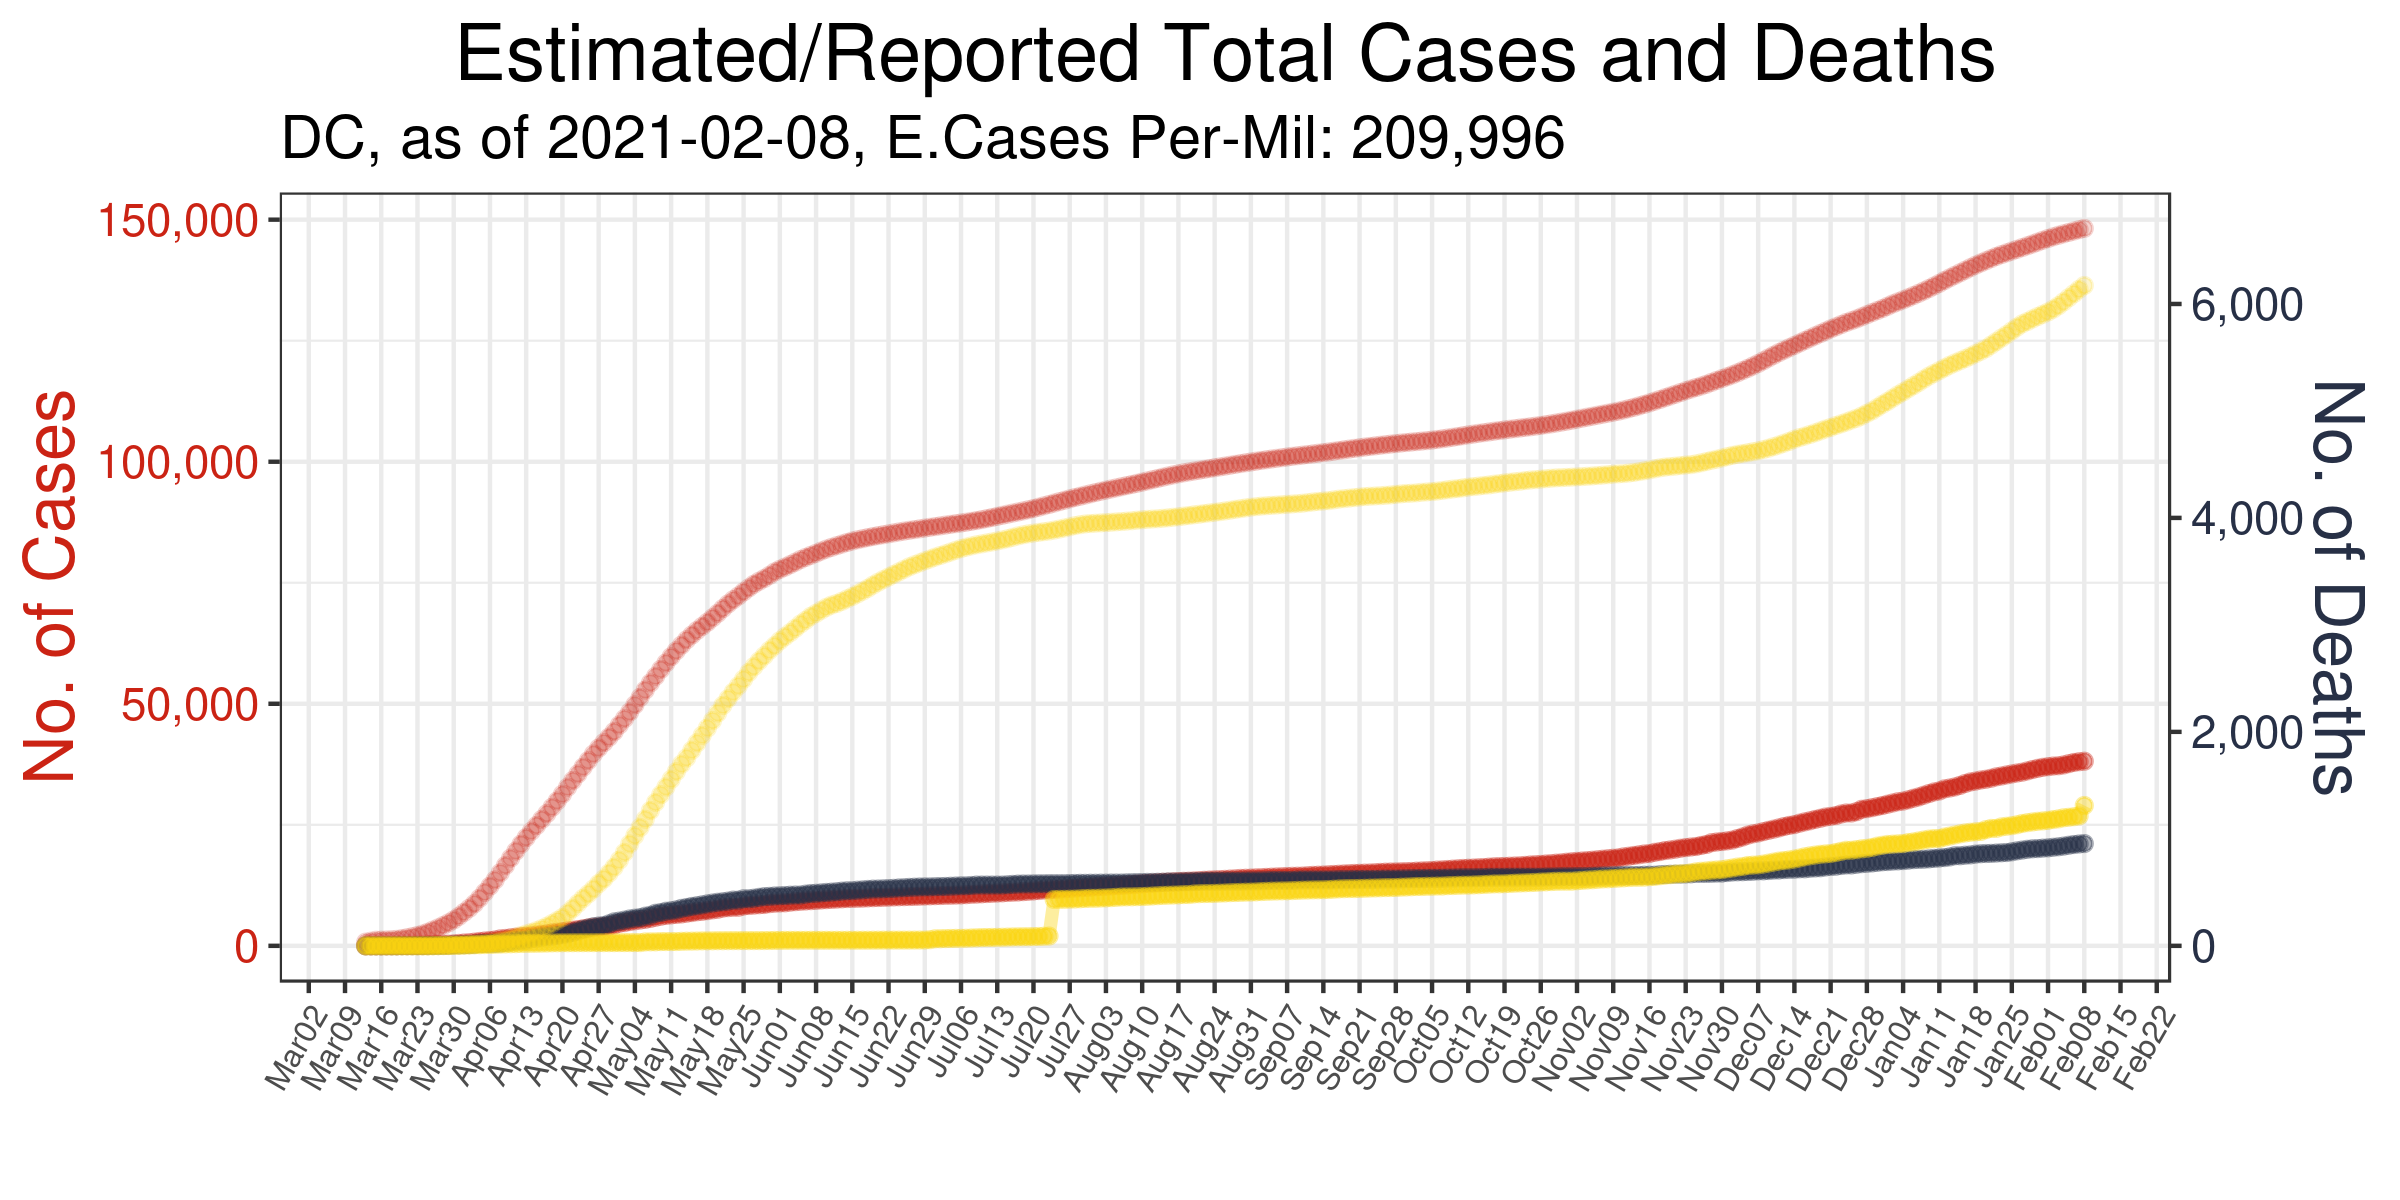 Estimated/Reported Total Cases and Deaths
DC, as of 2021-02-08, E.Cases Per-Mil: 209,996
No. of Cases
150,000
100,000
50,000
0
6,000
4,000
2,000
0
No. of Deaths
Mar02
Mar09
Mar16
Mar23
Mar30
Apr06
Apr13
Apr20
Apr27
May04
May11
May18
May25
Jun01
Jun08
Jun15
Jun22
Jun29
Jul06
Jul13
Jul20
Jul27
Aug03
Aug10
Aug17
Aug24
Aug31
Sep07
Sep14
Sep21
Sep28
Oct05
Oct12
Oct19
Oct26
Nov02
Nov09
Nov16
Nov23
Nov30
Dec07
Dec14
Dec21
Dec28
Jan04
Jan11
Jan18
Jan25
Feb01
Feb08
Feb15
Feb22